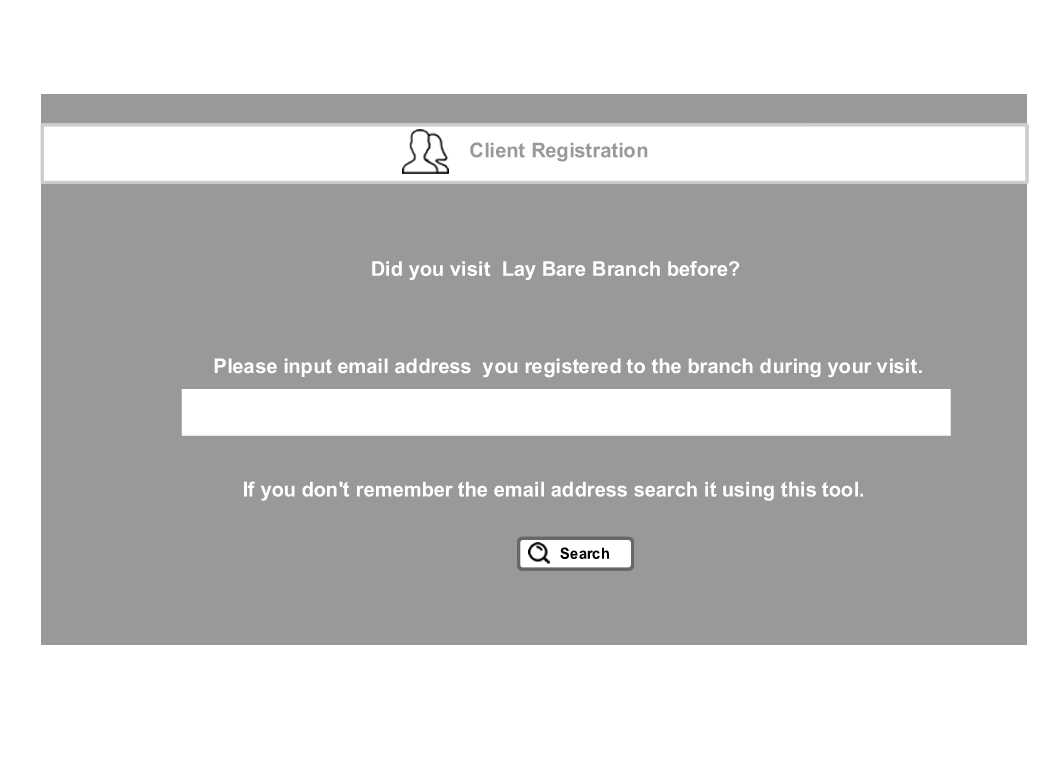 Client Registration
Did you visit  Lay Bare Branch before?
Please input email address  you registered to the branch during your visit.
If you don't remember the email address search it using this tool.
Search